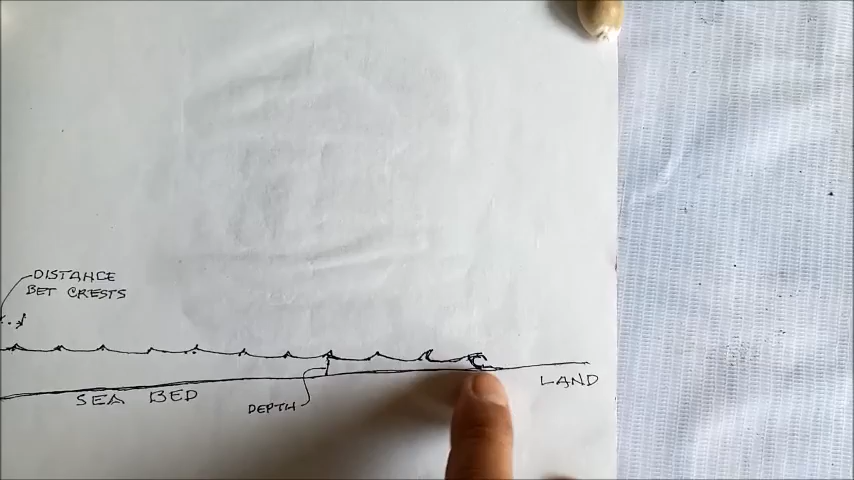 DISTANCE
BET CRESTS
SEA BED
DEPTH
LAND